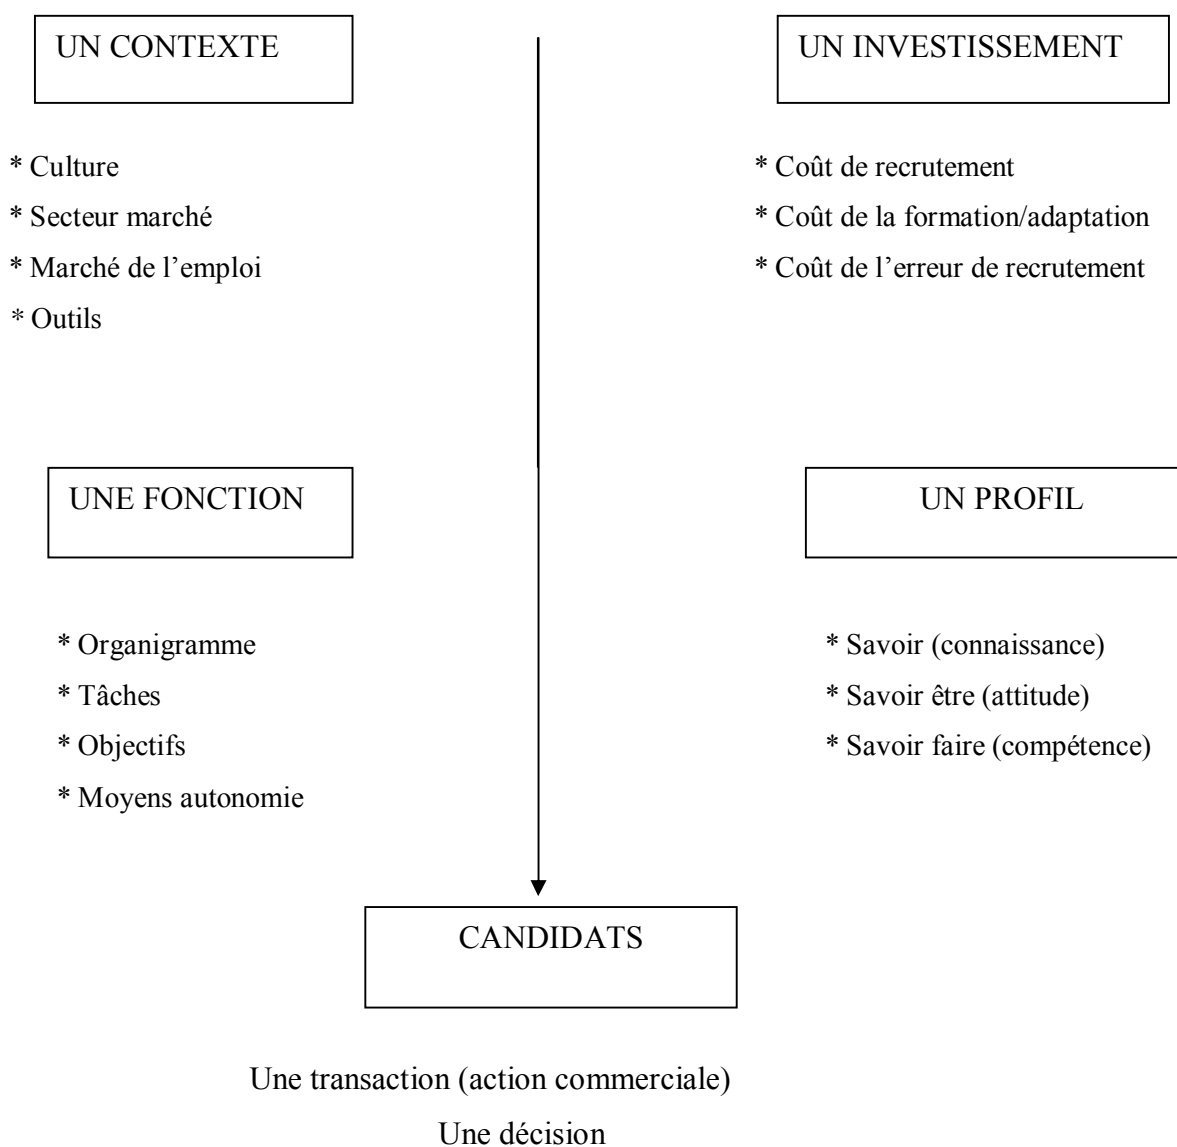 UN CONTEXTE
* Culture
* Secteur marché
* Marché de l’emploi
* Outils
UN INVESTISSEMENT
* Coût de recrutement
* Coût de la formation/adaptation
* Coût de l’erreur de recrutement
UNE FONCTION
* Organigramme
* Tâches
* Objectifs
* Moyens autonomie
UN PROFIL
* Savoir (connaissance)
* Savoir être (attitude)
* Savoir faire (compétence)
CANDIDATS
Une transaction (action commerciale)
Une décision